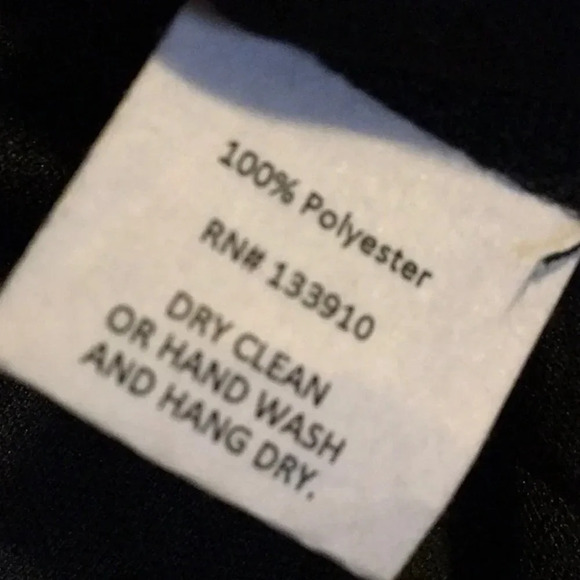 100% Polyester
RN# 133910
DRY CLEAN
OR HAND WASH
AND HANG DRY.